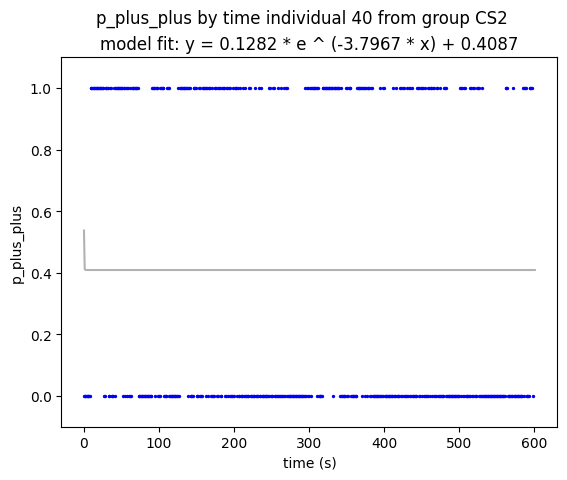 p_plus_plus by time individual 40 from group CS2
model fit: y = 0.1282 * e ^ (-3.7967 * x) + 0.4087
1.0
0.8
0.6
0.4
0.2
0.0
p_plus_plus
0 100 200 300 400 500 600
time (s)